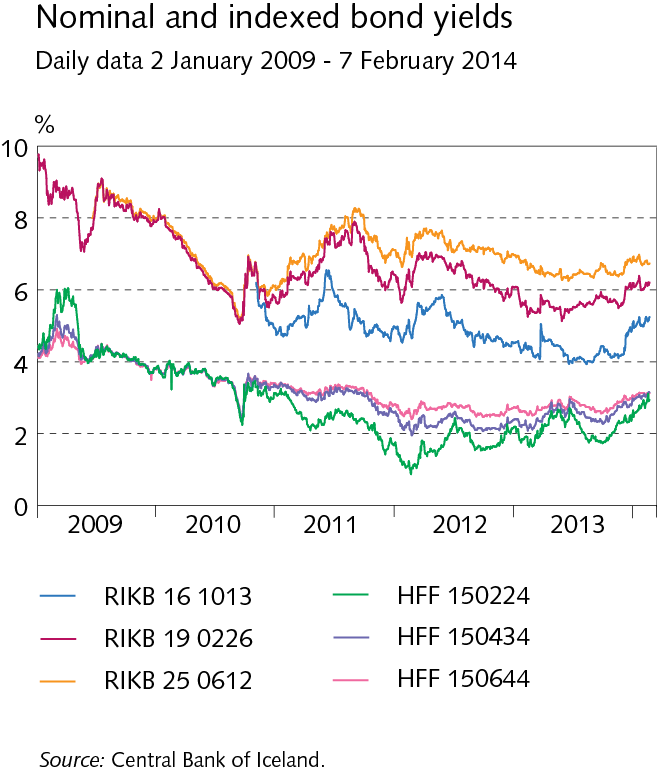 Nominal and indexed bond yields
Daily data 2 January 2009 - 7 February 2014
%
10
8
6
4
2
0
2009 2010 2011 2012 2013
RIKB 16 1013
HFF 150224
RIKB 19 0226
HFF 150434
RIKB 25 0612
HFF 150644
Source: Central Bank of Iceland.